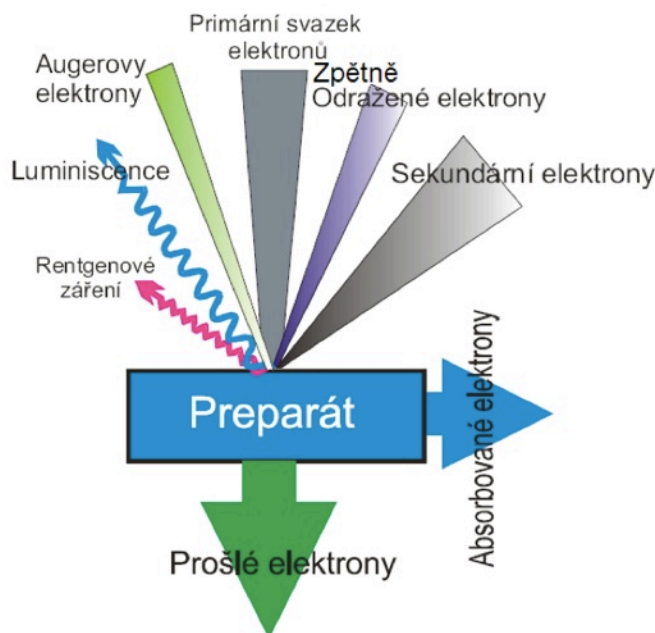 Primární svazek
elektronů
Augerovy
elektrony
Zpětně
Odražené elektrony
Luminiscence
Sekundární elektrony
Rentgenové
záření
Preparát
Absorbované elektrony
Prošlé elektrony